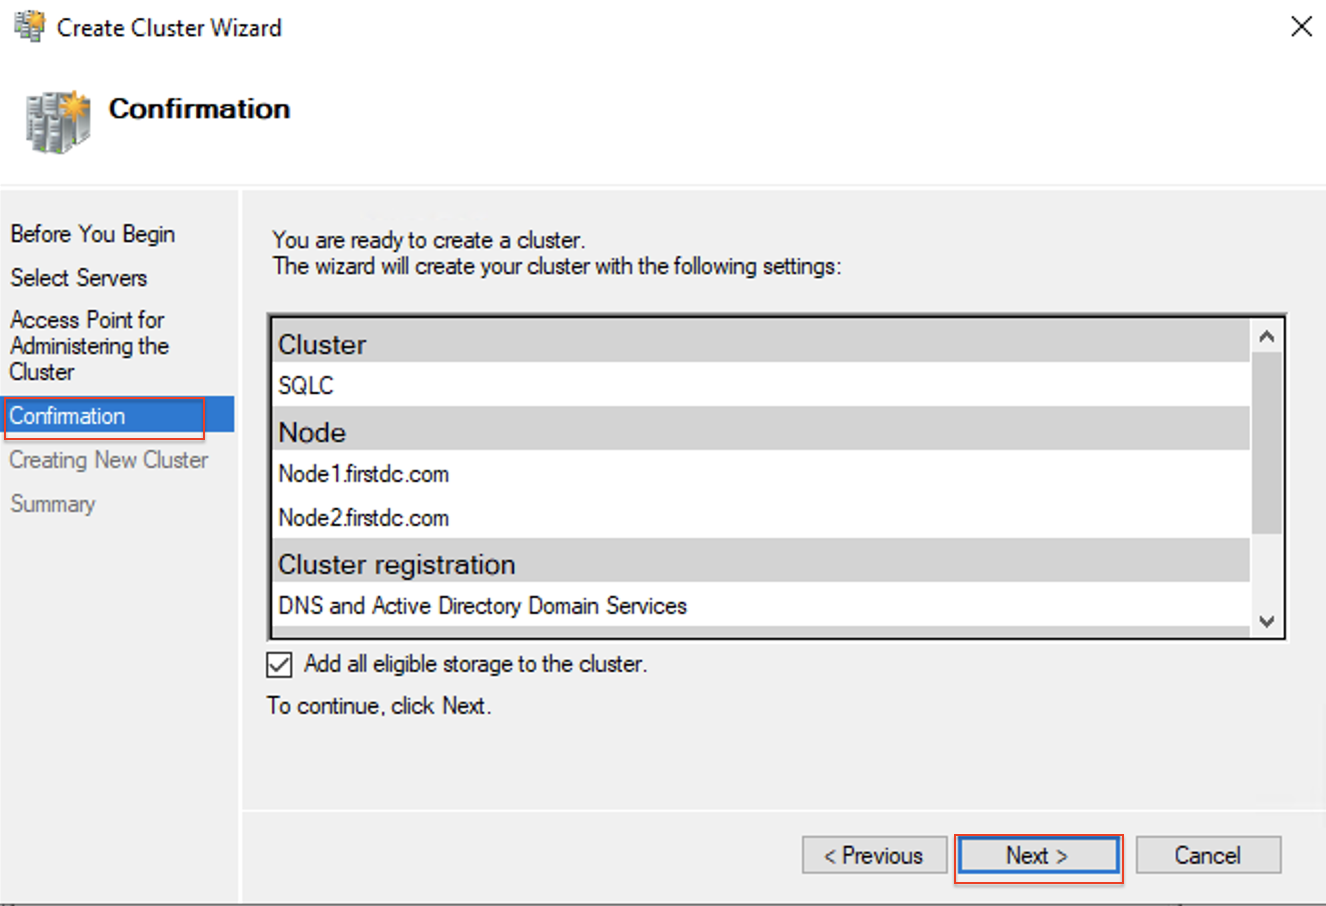 Create Cluster Wizard
Confirmation
Before You Begin
Select Servers
Access Point for
Administering the
Cluster
Confirmation
Creating New Cluster
Summary
You are ready to create a cluster.
The wizard will create your cluster with the following settings:
Cluster
SQLC
Node
Node1.firstdc.com
Node2.firstdc.com
Cluster registration
DNS and Active Directory Domain Services
Add all eligible storage to the cluster.
To continue, click Next.
< Previous
Next >
Cancel